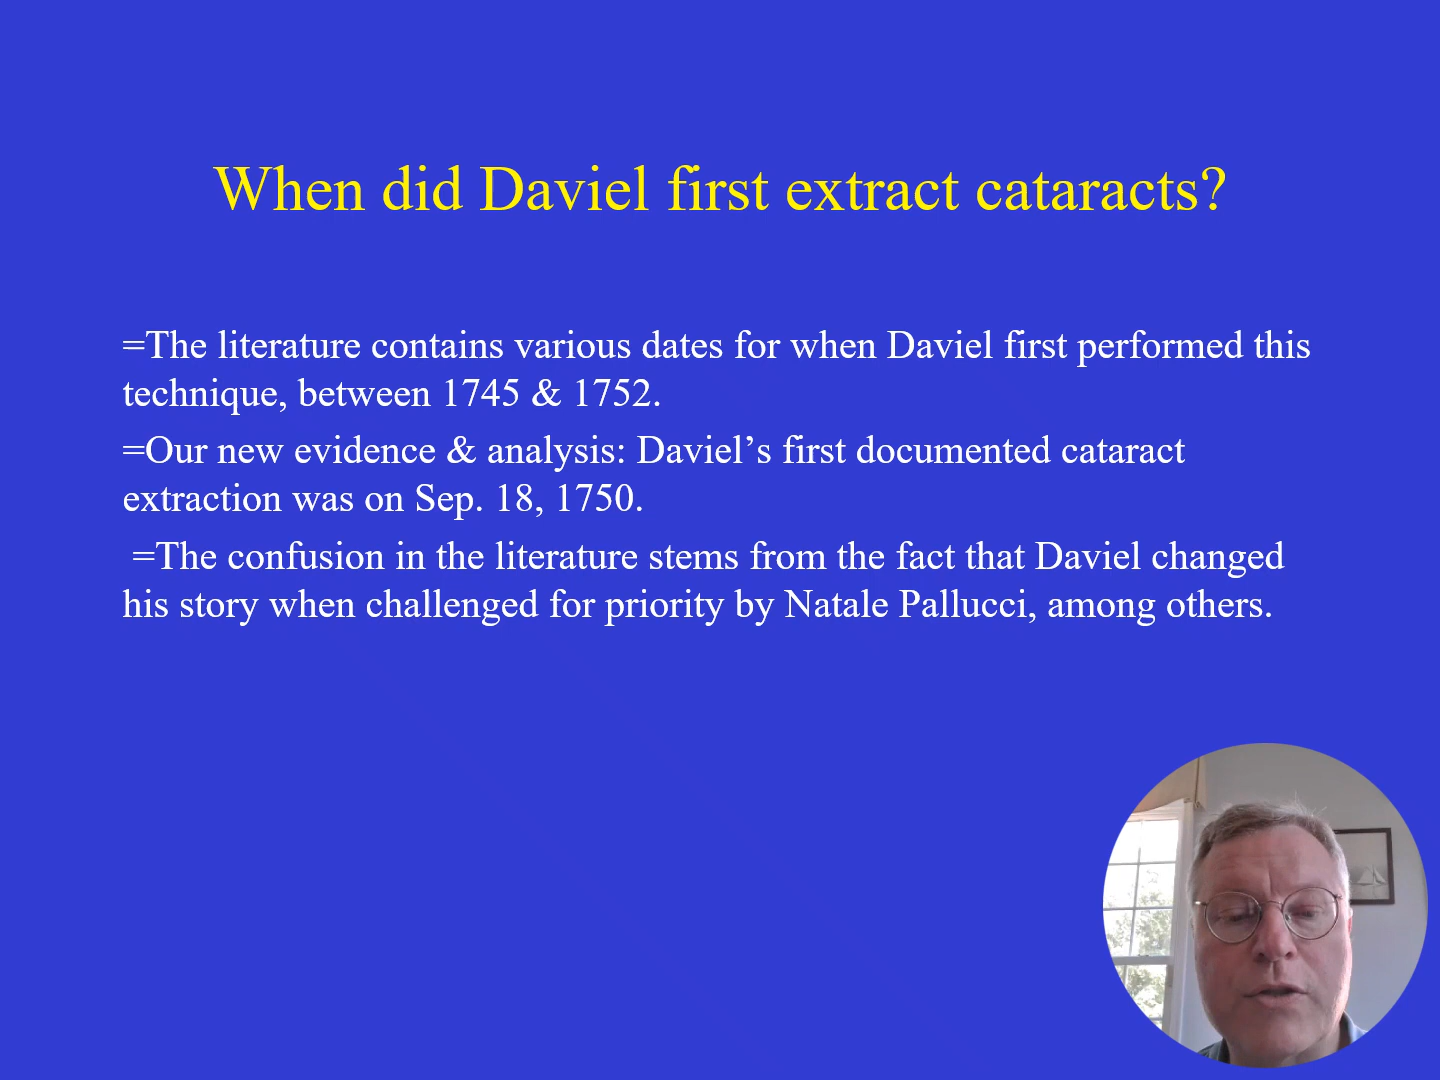 When did Daviel first extract cataracts?
=The literature contains various dates for when Daviel first performed this
technique, between 1745 & 1752.
=Our new evidence & analysis: Daviel’s first documented cataract
extraction was on Sep. 18, 1750.
=The confusion in the literature stems from the fact that Daviel changed
his story when challenged for priority by Natale Pallucci, among others.